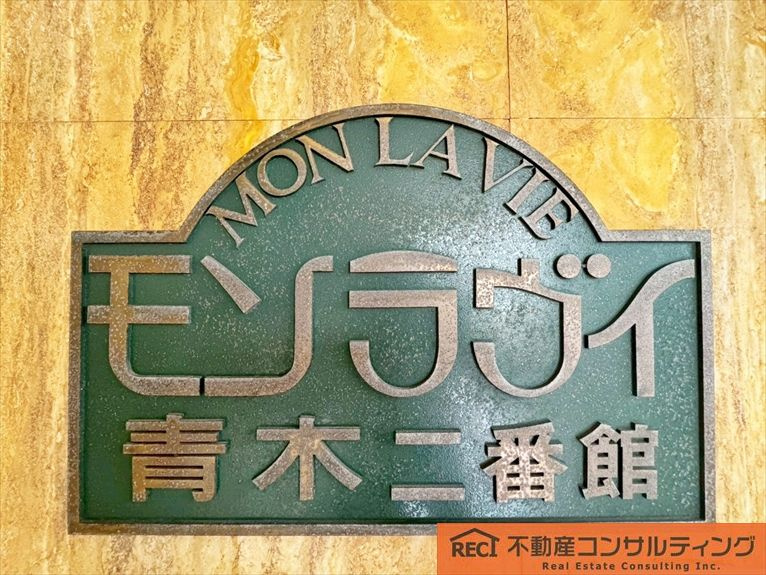 MON LA VIE
モンラヴィ
青木二番館
RECI 不動産コンサルティング
Real Estate Consulting Inc.